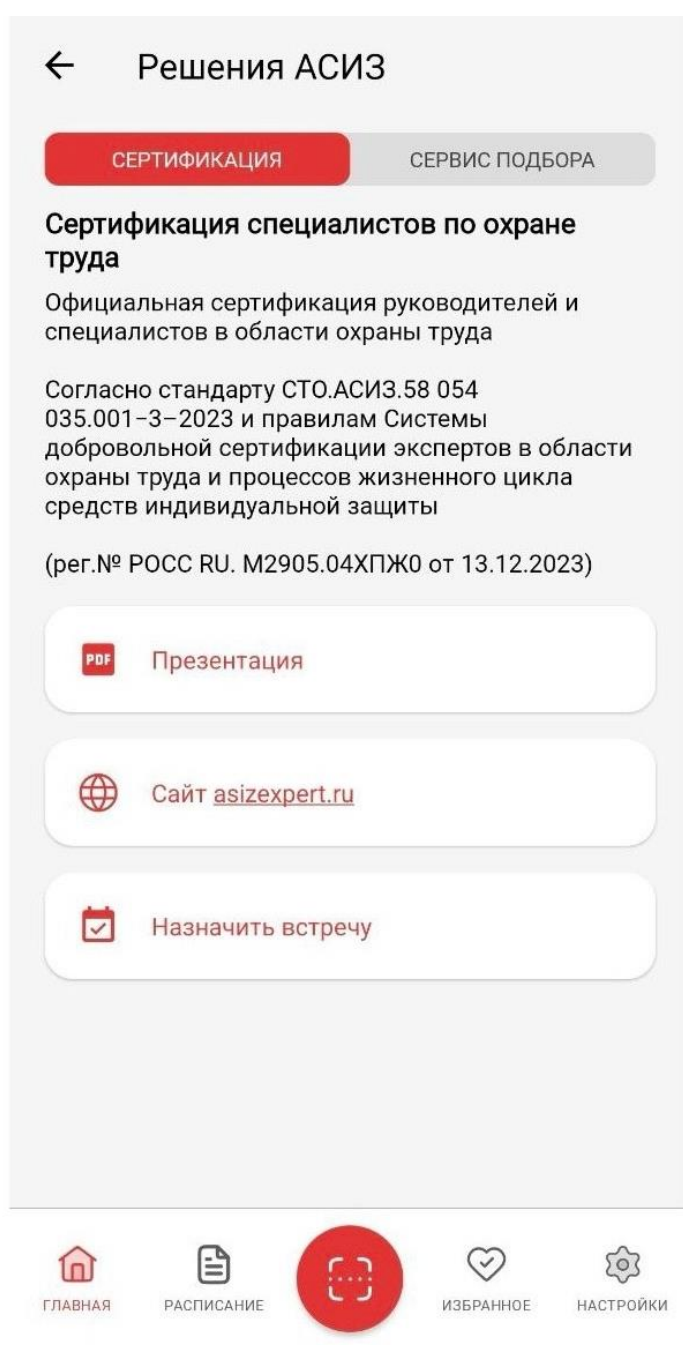 Решения АСИЗ
СЕРТИФИКАЦИЯ
СЕРВИС ПОДБОРА
Сертификация специалистов по охране
труда
Официальная сертификация руководителей и
специалистов в области охраны труда
Согласно стандарту СТО.АСИЗ.58 054
035.001-3-2023 и правилам Системы
добровольной сертификации экспертов в области
охраны труда и процессов жизненного цикла
средств индивидуальной защиты
(рег.№ РОСС RU. М2905.04ХПЖ0 от 13.12.2023)
PDF Презентация
Сайт asizexpert.ru
Назначить встречу
ГЛАВНАЯ
РАСПИСАНИЕ
ИЗБРАННОЕ
НАСТРОЙКИ